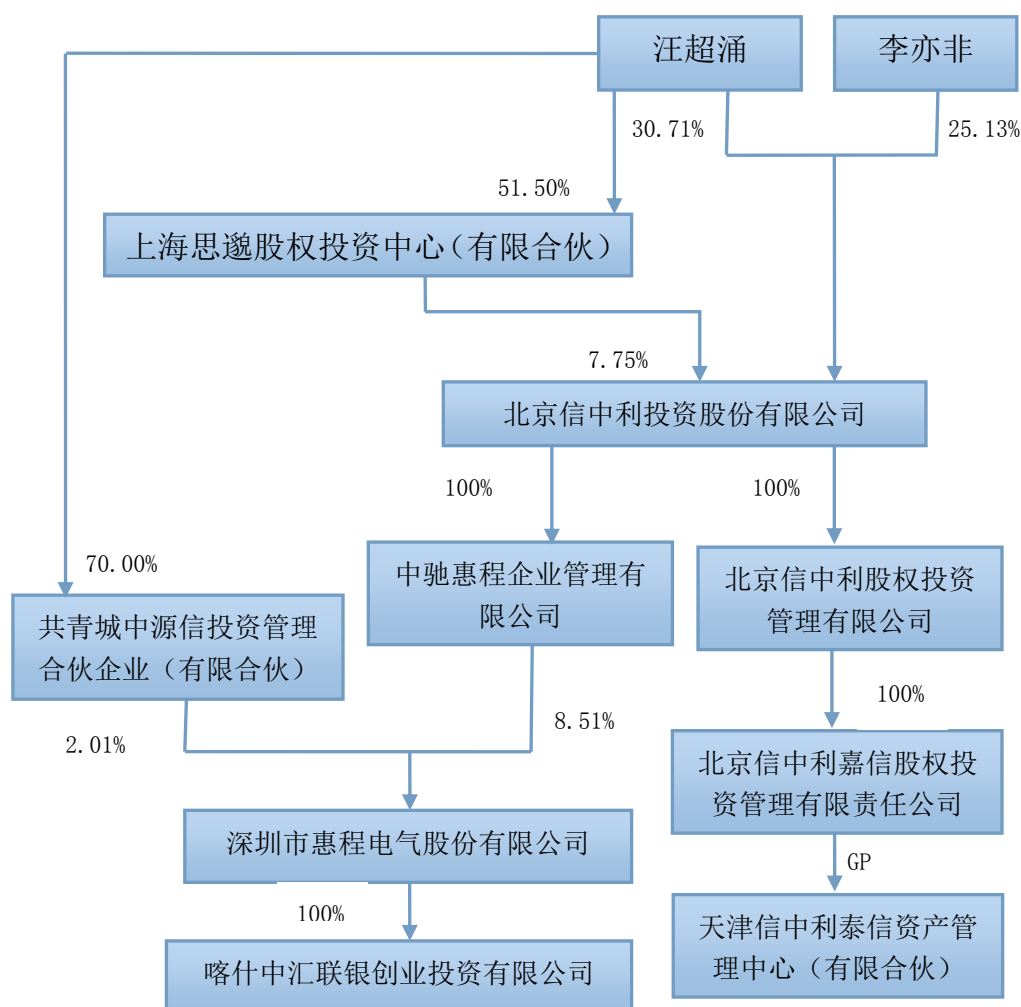 汪超涌
李亦非
30.71%
25.13%
51.50%
上海思邈股权投资中心（有限合伙）
7.75%
北京信中利投资股份有限公司
100%
100%
70.00%
中驰惠程企业管理有
限公司
北京信中利股权投资
管理有限公司
共青城中源信投资管理
合伙企业（有限合伙）
100%
2.01%
8.51%
北京信中利嘉信股权投
资管理有限责任公司
深圳市惠程电气股份有限公司
GP
100%
天津信中利泰信资产管
理中心（有限合伙）
喀什中汇联银创业投资有限公司